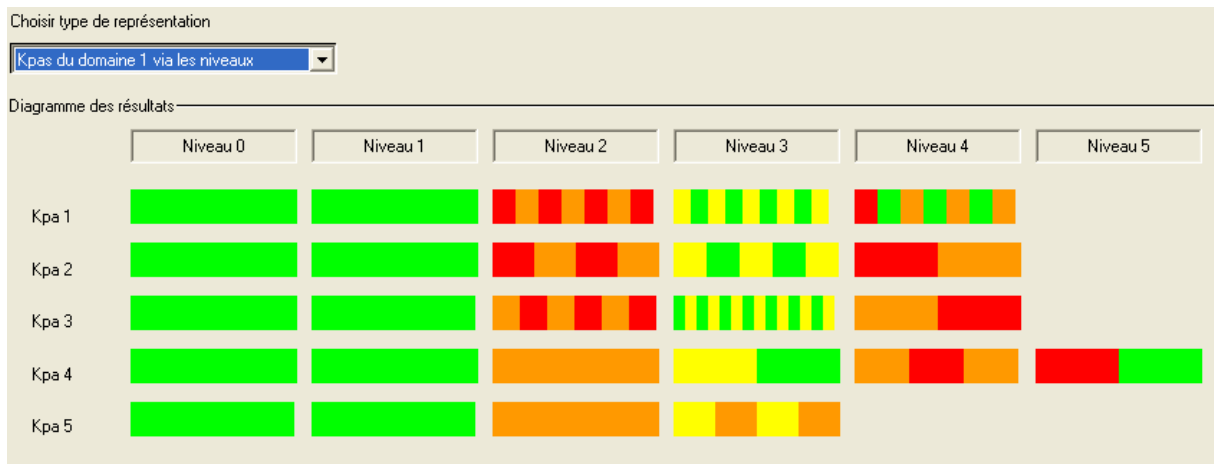 Choisir type de représentation
Kpas du domaine 1 via les niveaux
Diagramme des résultats
Niveau 0 Niveau 1 Niveau 2 Niveau 3 Niveau 4 Niveau 5
Kpa 1
Kpa 2
Kpa 3
Kpa 4
Kpa 5